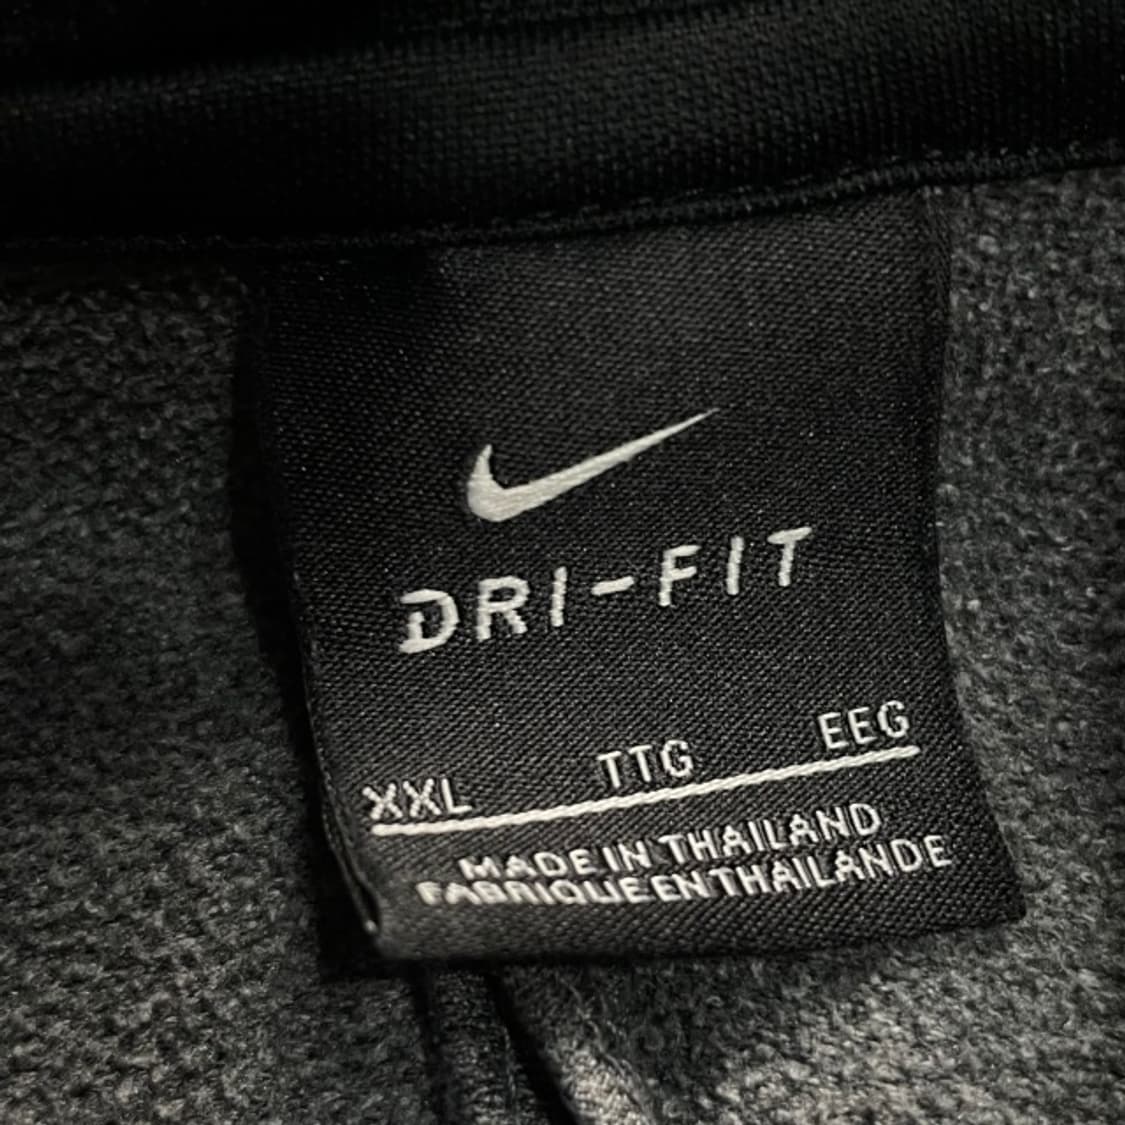 DRI-FIT
XXL TTG EEG
MADE IN THAILAND
FABRIQUE EN THAILANDE